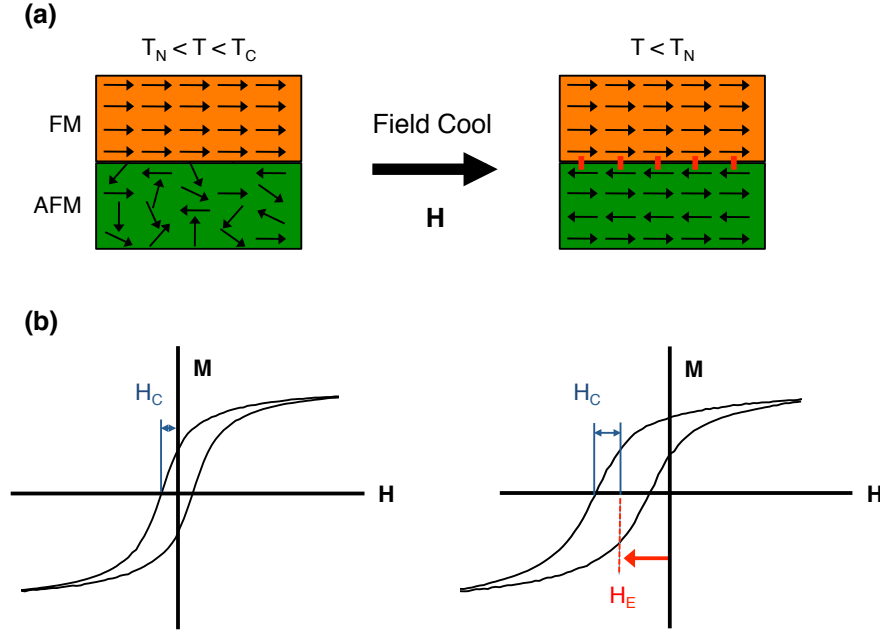 (a)
T_N < T < T_C
T < T_N
FM
AFM
Field Cool
H
(b)
M
H_C
H
M
H_C
H
H_E